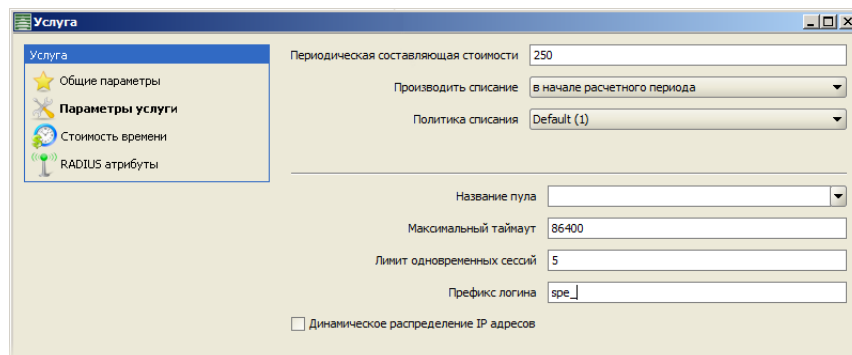 Услуга
Услуга
Общие параметры
Параметры услуги
Стоимость времени
RADIUS атрибуты
Периодическая составляющая стоимости 250
Производить списание в начале расчетного периода
Политика списания Default (1)
Название пула
Максимальный таймаут 86400
Лимит одновременных сессий 5
Префикс логина spe_
Динамическое распределение IP адресов